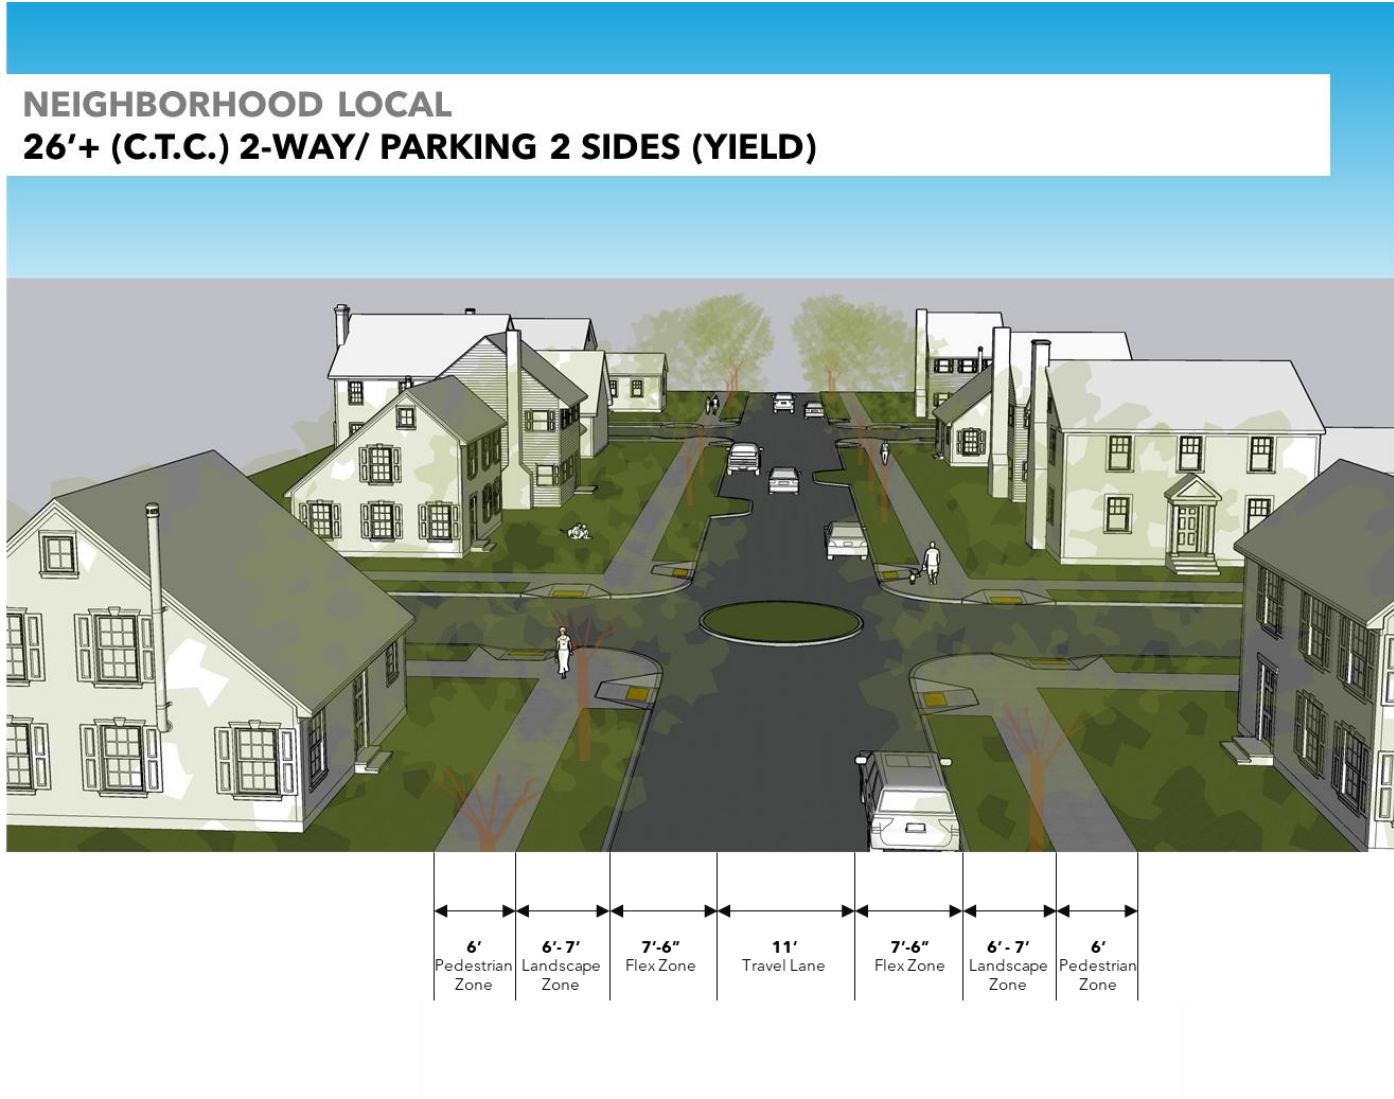 NEIGHBORHOOD LOCAL
26’+ (C.T.C.) 2-WAY/ PARKING 2 SIDES (YIELD)
6’
Pedestrian
Zone
6’- 7’
Landscape
Zone
7’-6”
Flex Zone
11’
Travel Lane
7’-6”
Flex Zone
6’ - 7’
Landscape
Zone
6’
Pedestrian
Zone